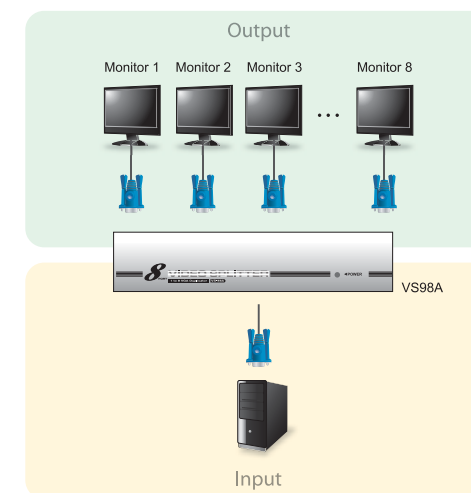 Output
Monitor 1 Monitor 2 Monitor 3 ... Monitor 8
8
VIDEO SPLITTER
◄POWER
VS98A
Input